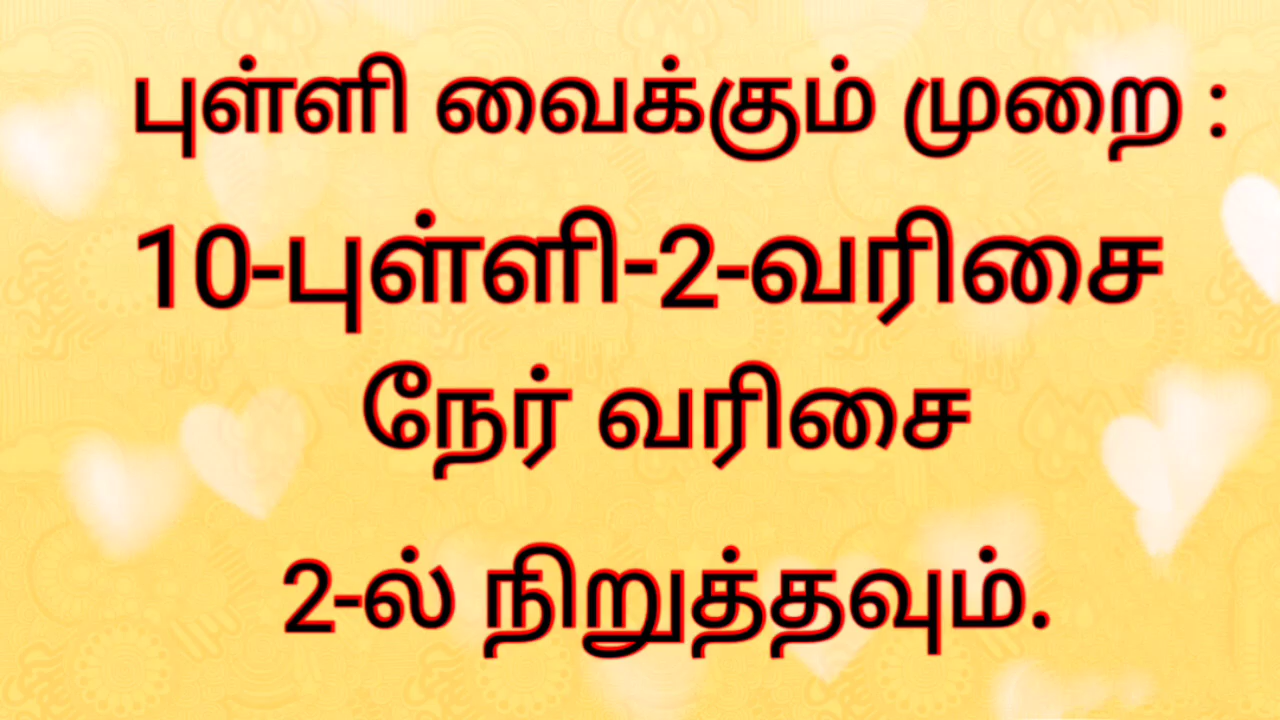 புள்ளி வைக்கும் முறை :
10-புள்ளி-2-வரிசை
நேர் வரிசை
2-ல் நிறுத்தவும்.